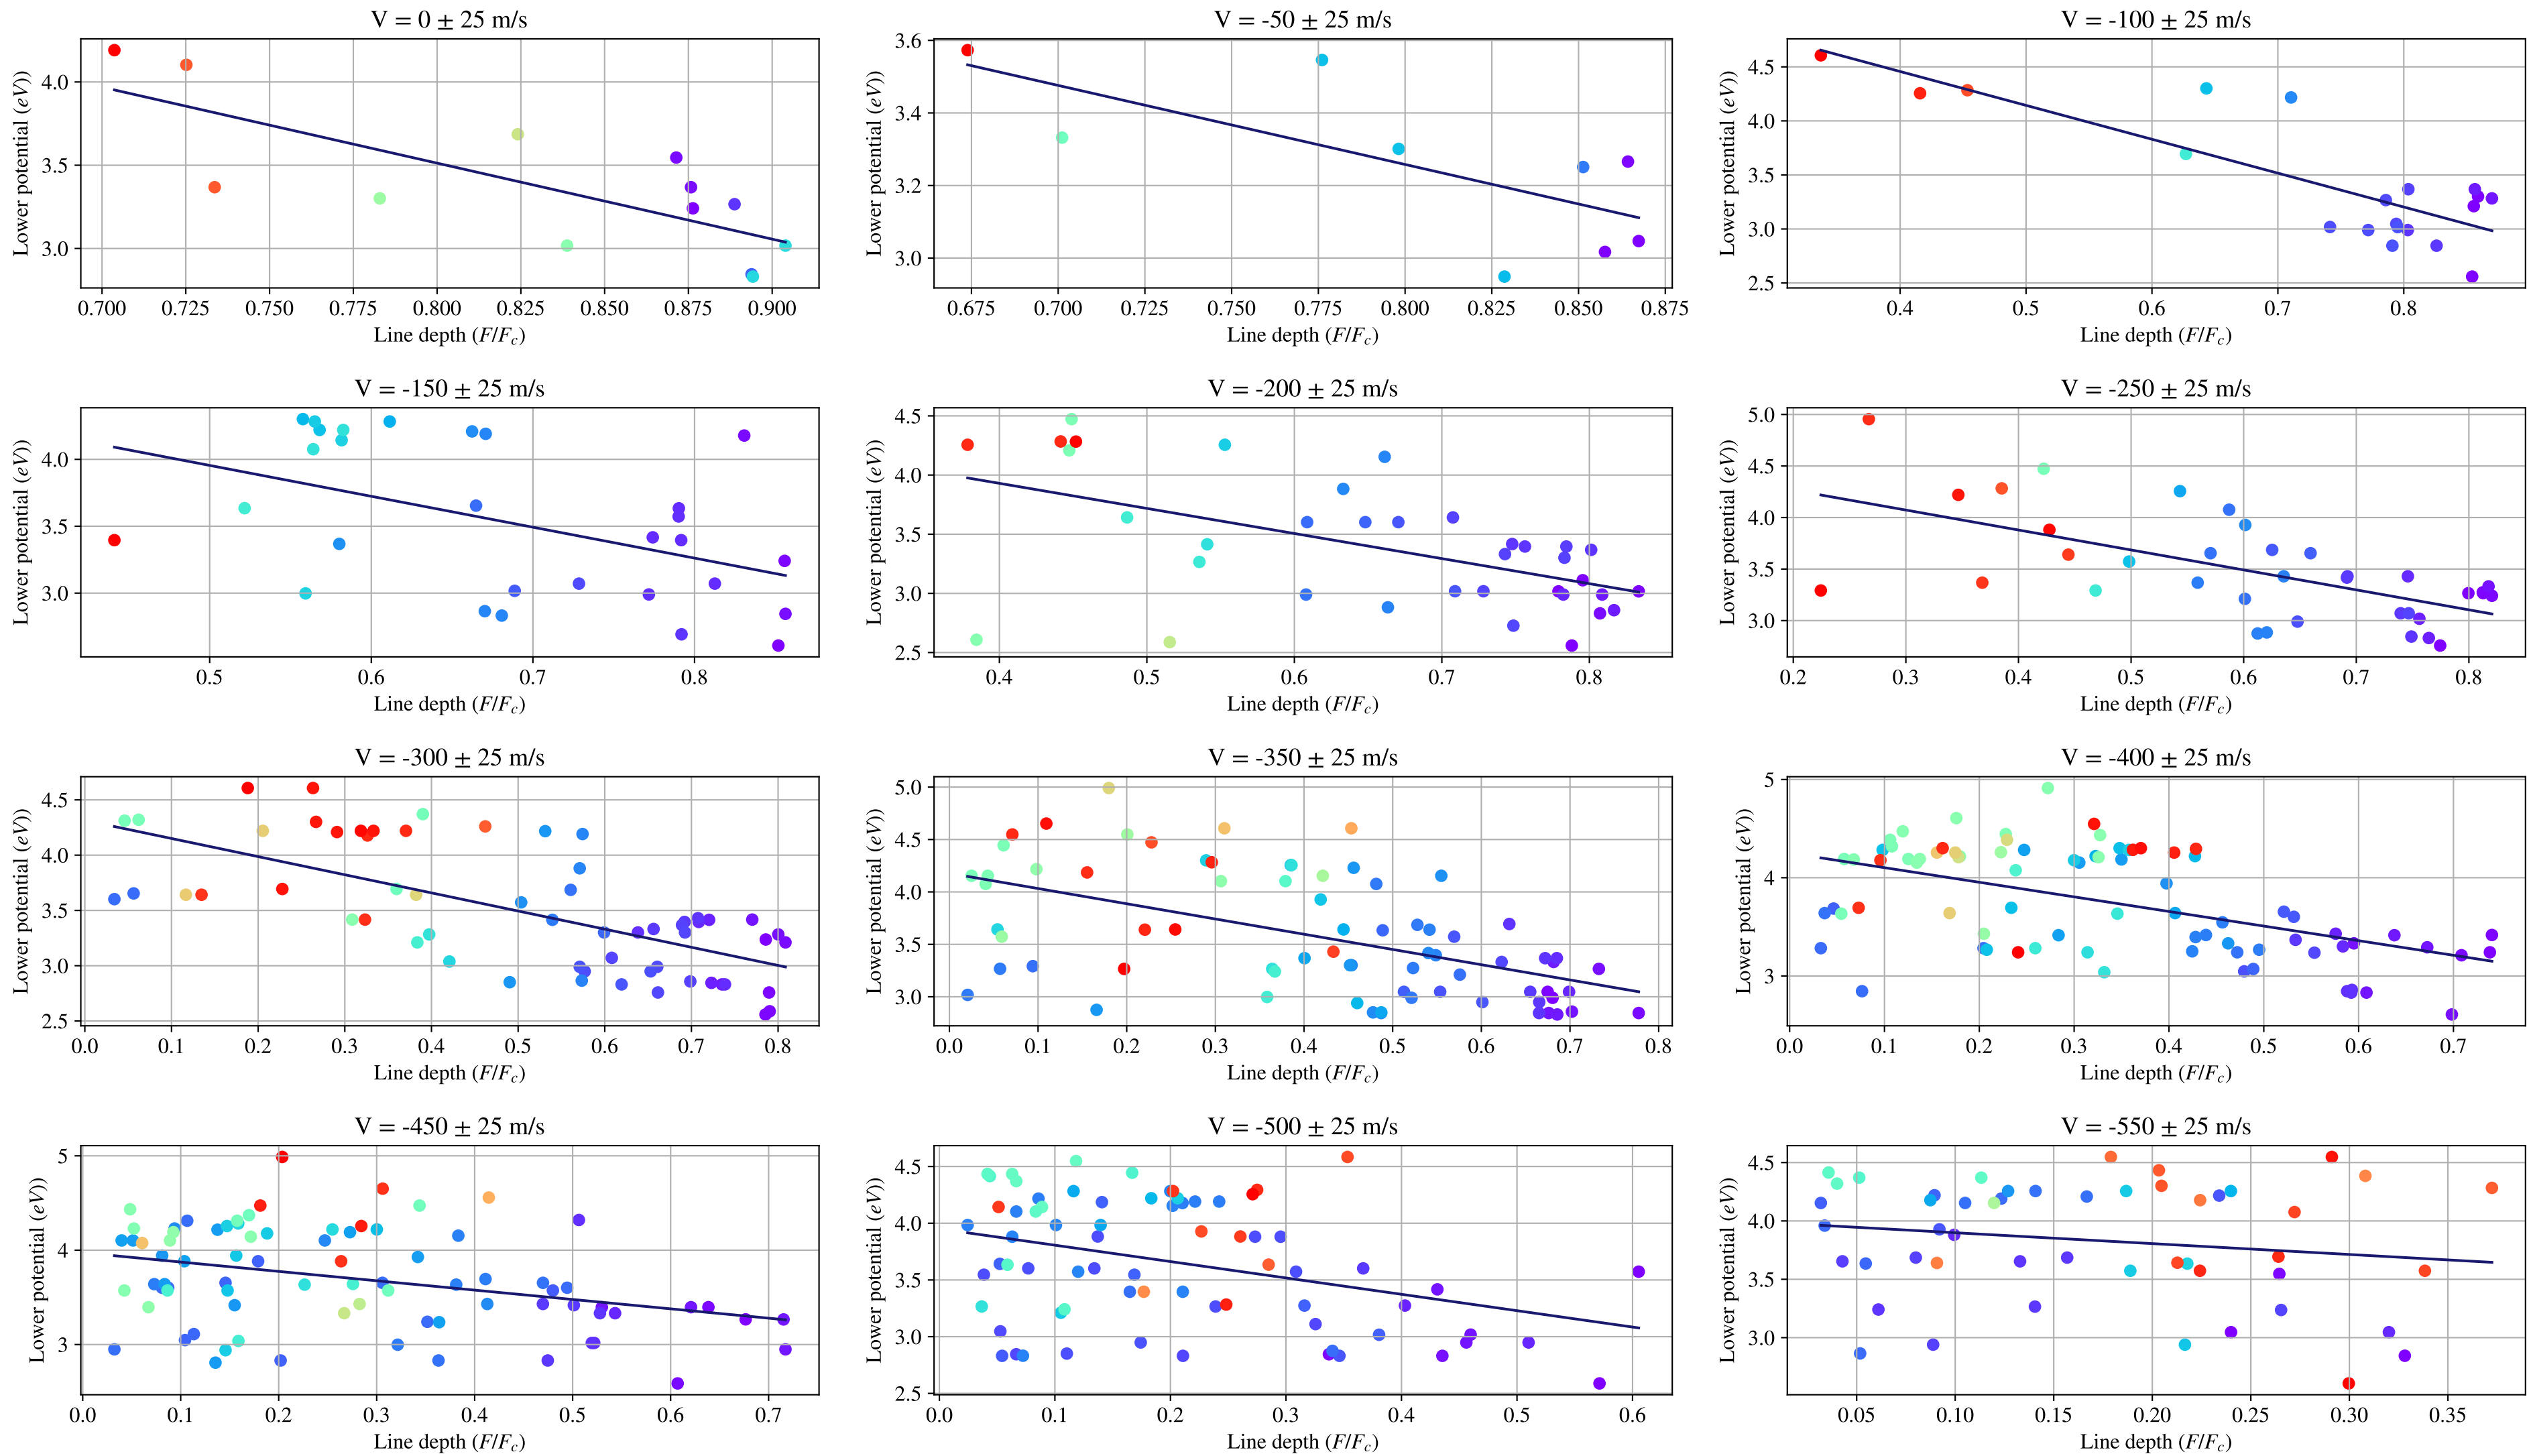 V = 0 ± 25 m/s
Lower potential (eV))
4.0
3.5
3.0
0.700 0.725 0.750 0.775 0.800 0.825 0.850 0.875 0.900
Line depth (F/Fc)
V = -50 ± 25 m/s
Lower potential (eV))
3.6
3.4
3.2
3.0
0.675 0.700 0.725 0.750 0.775 0.800 0.825 0.850 0.875
Line depth (F/Fc)
V = -100 ± 25 m/s
Lower potential (eV))
4.5
4.0
3.5
3.0
2.5
0.4 0.5 0.6 0.7 0.8
Line depth (F/Fc)
V = -150 ± 25 m/s
Lower potential (eV))
4.0
3.5
3.0
0.5 0.6 0.7 0.8
Line depth (F/Fc)
V = -200 ± 25 m/s
Lower potential (eV))
4.5
4.0
3.5
3.0
2.5
0.4 0.5 0.6 0.7 0.8
Line depth (F/Fc)
V = -250 ± 25 m/s
Lower potential (eV))
5.0
4.5
4.0
3.5
3.0
0.2 0.3 0.4 0.5 0.6 0.7 0.8
Line depth (F/Fc)
V = -300 ± 25 m/s
Lower potential (eV))
4.5
4.0
3.5
3.0
2.5
0.0 0.1 0.2 0.3 0.4 0.5 0.6 0.7 0.8
Line depth (F/Fc)
V = -350 ± 25 m/s
Lower potential (eV))
5.0
4.5
4.0
3.5
3.0
0.0 0.1 0.2 0.3 0.4 0.5 0.6 0.7 0.8
Line depth (F/Fc)
V = -400 ± 25 m/s
Lower potential (eV))
5
4
3
0.0 0.1 0.2 0.3 0.4 0.5 0.6 0.7
Line depth (F/Fc)
V = -450 ± 25 m/s
Lower potential (eV))
5
4
3
0.0 0.1 0.2 0.3 0.4 0.5 0.6 0.7
Line depth (F/Fc)
V = -500 ± 25 m/s
Lower potential (eV))
4.5
4.0
3.5
3.0
2.5
0.0 0.1 0.2 0.3 0.4 0.5 0.6
Line depth (F/Fc)
V = -550 ± 25 m/s
Lower potential (eV))
4.5
4.0
3.5
3.0
0.05 0.10 0.15 0.20 0.25 0.30 0.35
Line depth (F/Fc)